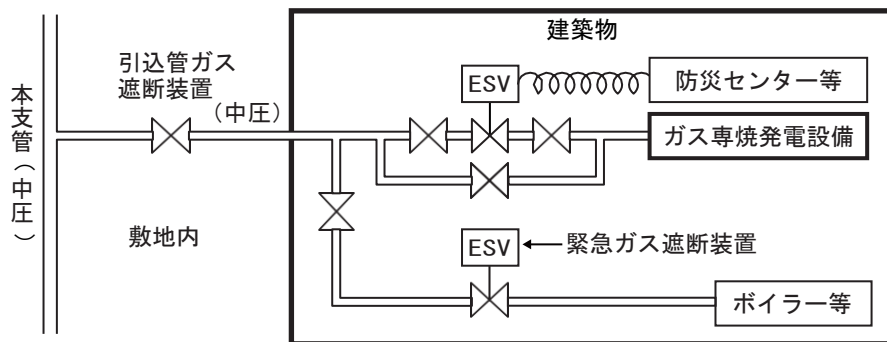 建築物
引込管ガス
遮断装置
（中圧）
本支管（中圧）
敷地内
ESV
防災センター等
ガス専焼発電設備
ESV
緊急ガス遮断装置
ボイラー等